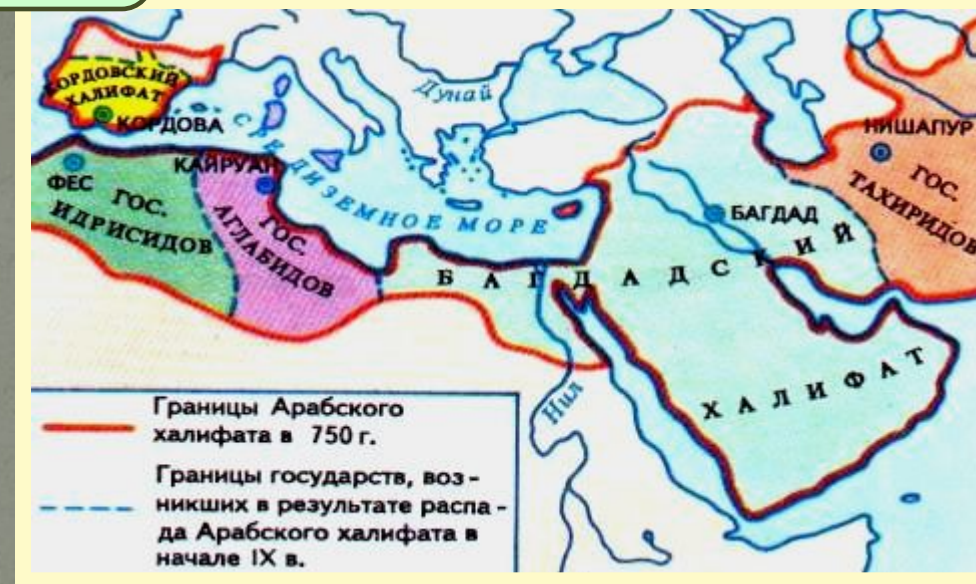 КОРДОВСКИЙ
ХАЛИФАТ
КОРДОВА
СРЕДИЗЕМНОЕ МОРЕ
Дунай
КАЙРУАН
ФЕС
ГОС.
ИДРИСИДОВ
ГОС.
АГЛАБИДОВ
НИШАПУР
ГОС.
ТАХИРИДОВ
БАГДАД
БАГДАДСКИЙ
ХАЛИФАТ
Нил
Границы Арабского
халифата в 750 г.
Границы государств, воз-
никших в результате распа-
да Арабского халифата в
начале IX в.